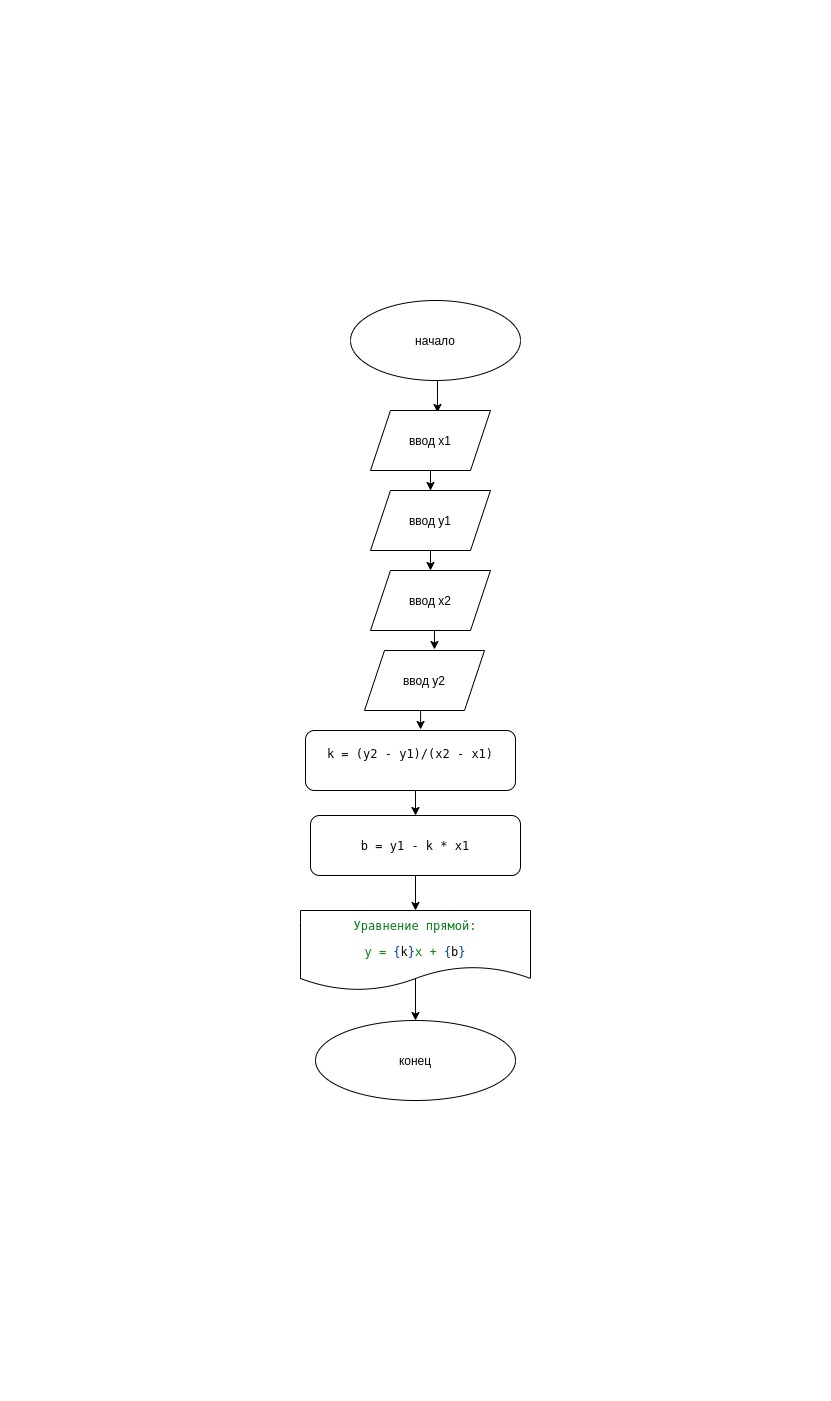 начало
ввод x1
ввод y1
ввод x2
ввод y2
k = (y2 - y1)/(x2 - x1)
b = y1 - k * x1
Уравнение прямой:
y = {k}x + {b}
конец